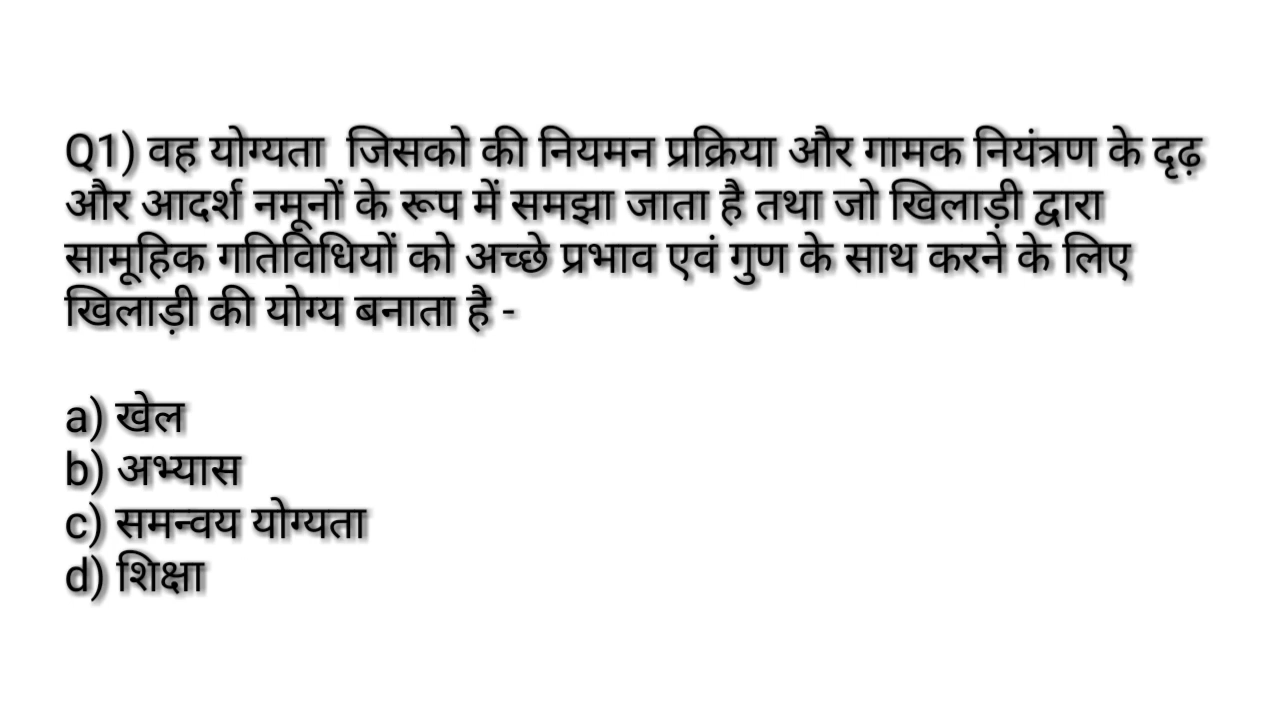 Q1) वह योग्यता  जिसको की नियमन प्रक्रिया और गामक नियंत्रण के दृढ़
और आदर्श नमूनों के रूप में समझा जाता है तथा जो खिलाड़ी द्वारा
सामूहिक गतिविधियों को अच्छे प्रभाव एवं गुण के साथ करने के लिए
खिलाड़ी की योग्य बनाता है -
a) खेल
b) अभ्यास
c) समन्वय योग्यता
d) शिक्षा